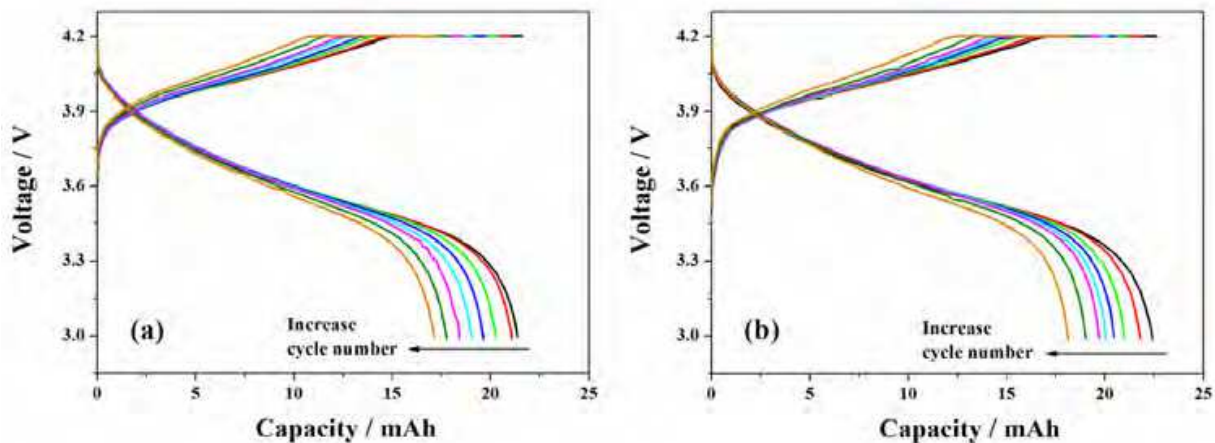 4.2
3.9
3.6
3.3
3.0
Voltage / V
(a)
Increase
cycle number
0
5
10
15
20
25
Capacity / mAh
4.2
3.9
3.6
3.3
3.0
Voltage / V
(b)
Increase
cycle number
0
5
10
15
20
25
Capacity / mAh